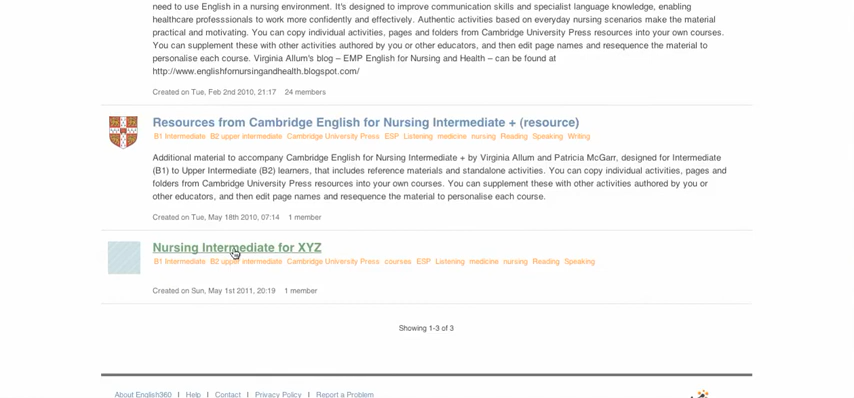 need to use English in a nursing environment. It's designed to improve communication skills and specialist language knowledge, enabling
healthcare professsionals to work more confidently and effectively. Authentic activities based on everyday nursing scenarios make the material
practical and motivating. You can copy individual activities, pages and folders from Cambridge University Press resources into your own courses.
You can supplement these with other activities authored by you or other educators, and then edit page names and resequence the material to
personalise each course. Virginia Allum's blog – EMP English for Nursing and Health – can be found at
http://www.englishfornursingandhealth.blogspot.com/
Created on Tue, Feb 2nd 2010, 21:17 24 members
Resources from Cambridge English for Nursing Intermediate + (resource)
B1 Intermediate B2 upper intermediate Cambridge University Press ESP Listening medicine nursing Reading Speaking Writing
Additional material to accompany Cambridge English for Nursing Intermediate + by Virginia Allum and Patricia McGarr, designed for Intermediate
(B1) to Upper Intermediate (B2) learners, that includes reference materials and standalone activities. You can copy individual activities, pages and
folders from Cambridge University Press resources into your own courses. You can supplement these with other activities authored by you or
other educators, and then edit page names and resequence the material to personalise each course.
Created on Tue, May 18th 2010, 07:14 1 member
Nursing Intermediate for XYZ
B1 Intermediate B2 upper intermediate Cambridge University Press courses ESP Listening medicine nursing Reading Speaking
Created on Sun, May 1st 2011, 20:19 1 member
Showing 1-3 of 3
About English360 | Help | Contact | Privacy Policy | Report a Problem